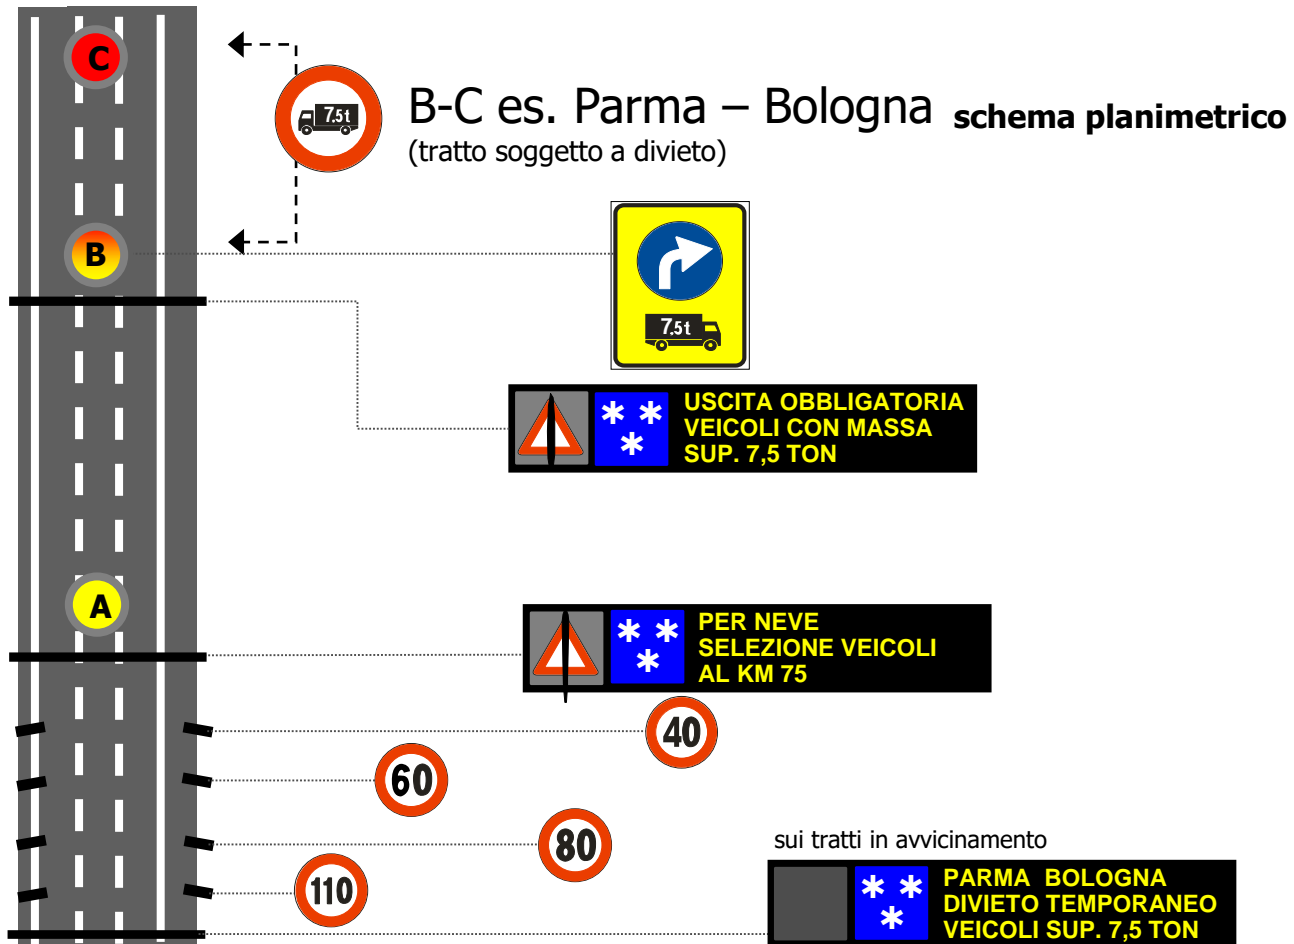 C
7.5t
B-C es. Parma – Bologna schema planimetrico
(tratto soggetto a divieto)
B
7.5t
USCITA OBBLIGATORIA
VEICOLI CON MASSA
SUP. 7,5 TON
A
PER NEVE
SELEZIONE VEICOLI
AL KM 75
40
60
80
110
sui tratti in avvicinamento
PARMA BOLOGNA
DIVIETO TEMPORANEO
VEICOLI SUP. 7,5 TON